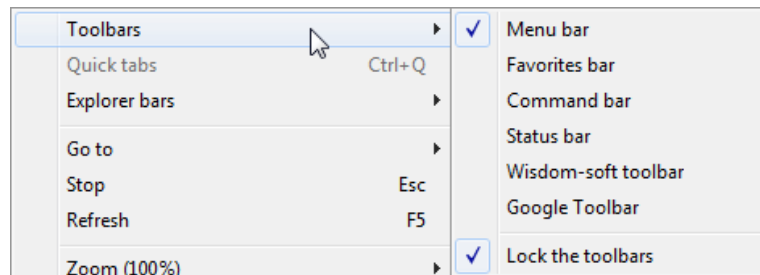 Toolbars
Quick tabs Ctrl+Q
Explorer bars
Go to
Stop Esc
Refresh F5
Zoom (100%)
Menu bar
Favorites bar
Command bar
Status bar
Wisdom-soft toolbar
Google Toolbar
Lock the toolbars